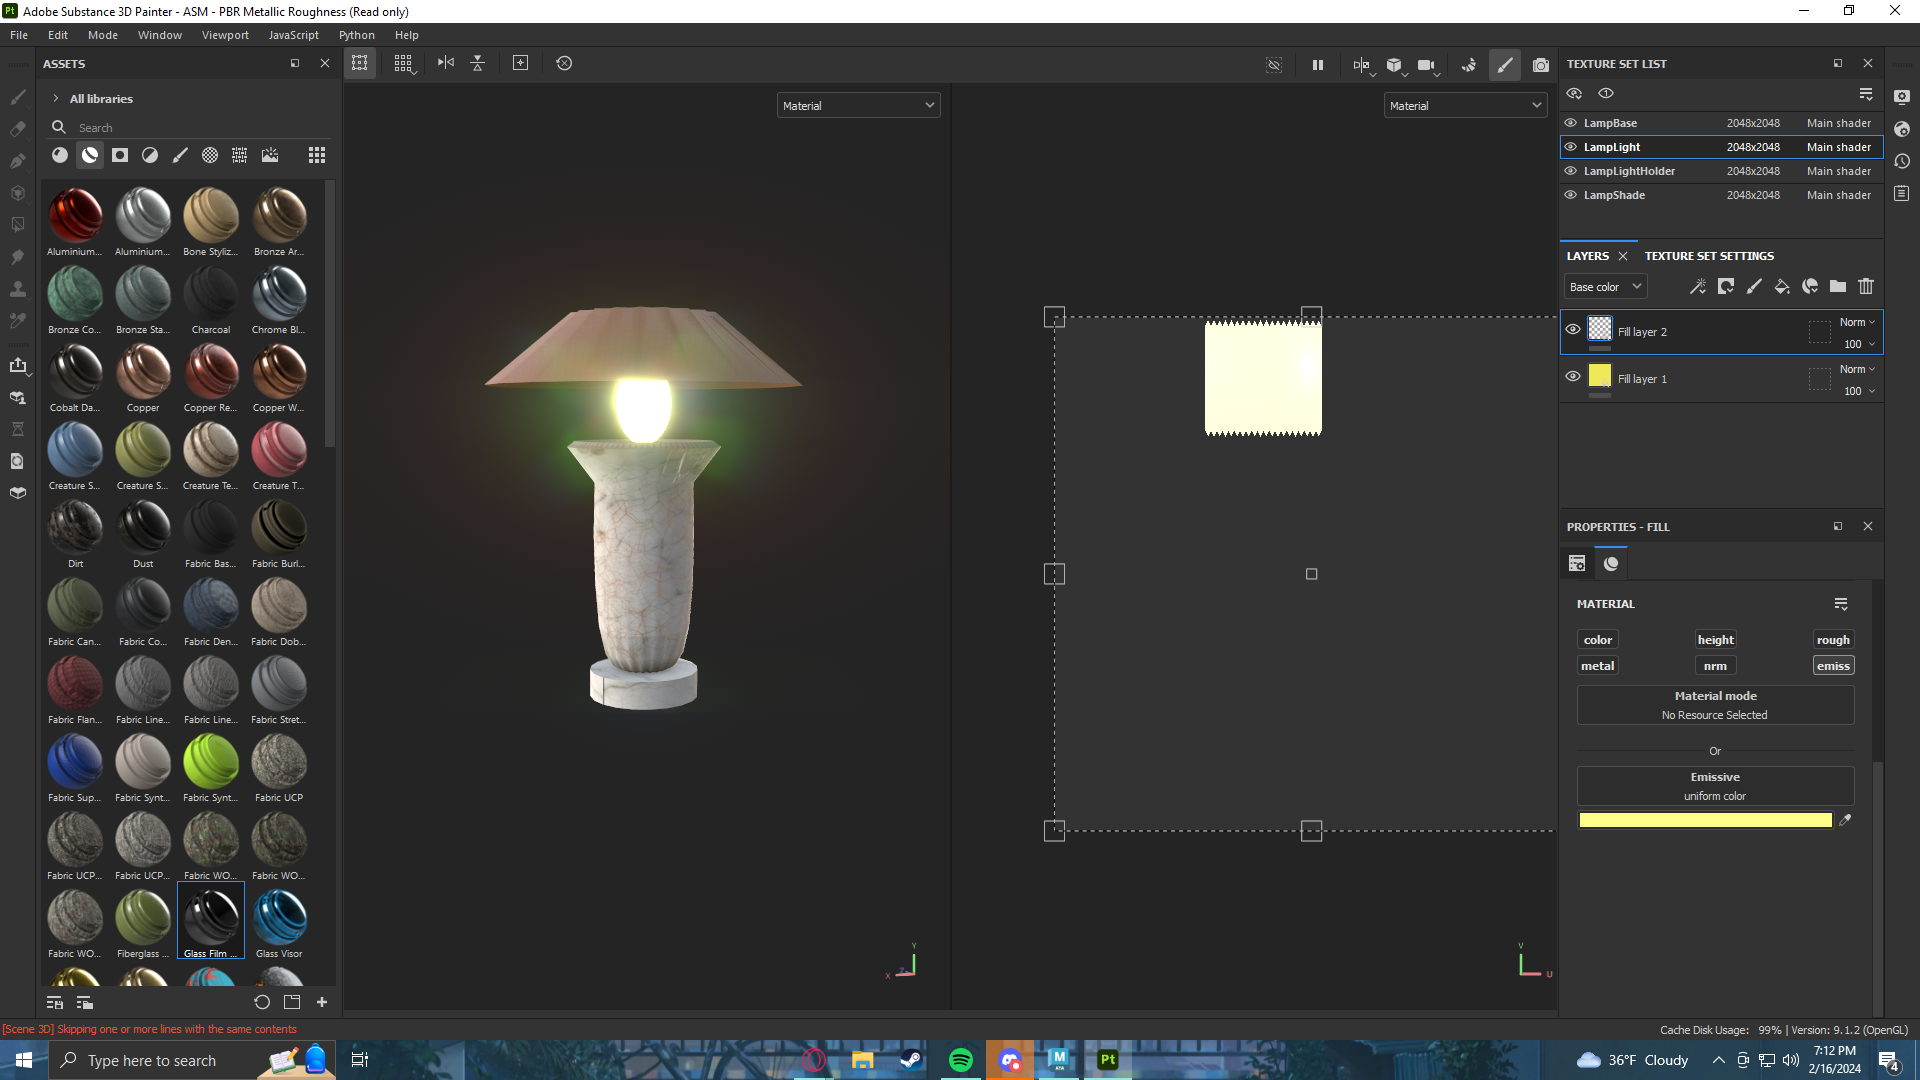 Pt Adobe Substance 3D Painter - ASM - PBR Metallic Roughness (Read only)
File Edit Mode Window Viewport JavaScript Python Help
ASSETS
All libraries
Search
Aluminium... Aluminium... Bone Styliz... Bronze Ar...
Bronze Co... Bronze Sta... Charcoal Chrome Bl...
Cobalt Da... Copper Copper Re... Copper W...
Creature S... Creature S... Creature Te... Creature T...
Dirt Dust Fabric Bas... Fabric Burl...
Fabric Can... Fabric Co... Fabric Den... Fabric Dob...
Fabric Flan... Fabric Line... Fabric Line... Fabric Stret...
Fabric Sup... Fabric Synt... Fabric Synt... Fabric UCP
Fabric UCP... Fabric UCP... Fabric WO... Fabric WO...
Fabric WO... Fiberglass ... Glass Film ... Glass Visor
Material
Y
X
Z
Material
V
U
TEXTURE SET LIST
LampBase 2048x2048 Main shader
LampLight 2048x2048 Main shader
LampLightHolder 2048x2048 Main shader
LampShade 2048x2048 Main shader
LAYERS TEXTURE SET SETTINGS
Base color
Fill layer 2 Norm
100
Fill layer 1 Norm
100
PROPERTIES - FILL
MATERIAL
color height rough
metal nrm emiss
Material mode
No Resource Selected
Or
Emissive
uniform color
[Scene 3D] Skipping one or more lines with the same contents
Cache Disk Usage: 99% | Version: 9.1.2 (OpenGL)
Type here to search
M
Pt
36°F Cloudy
7:12 PM
2/16/2024
4